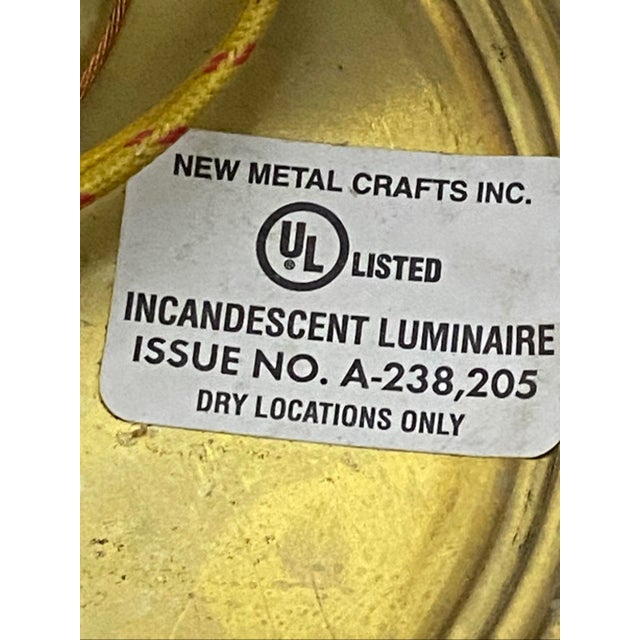 NEW METAL CRAFTS INC.
UL® LISTED
INCANDESCENT LUMINAIRE
ISSUE NO. A-238,205
DRY LOCATIONS ONLY